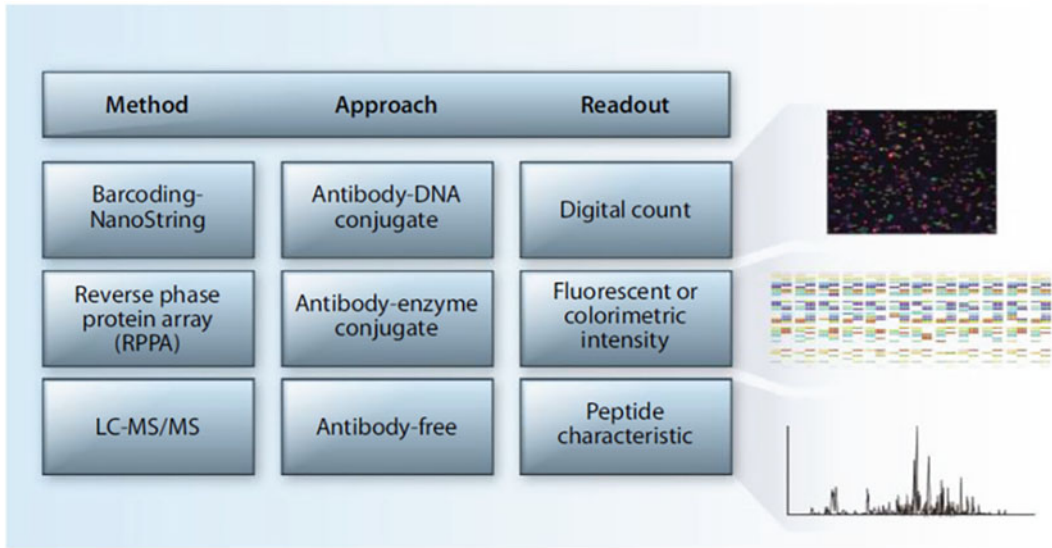 Method Approach Readout
Barcoding-
NanoString
Antibody-DNA
conjugate
Digital count
Reverse phase
protein array
(RPPA)
Antibody-enzyme
conjugate
Fluorescent or
colorimetric
intensity
LC-MS/MS
Antibody-free
Peptide
characteristic